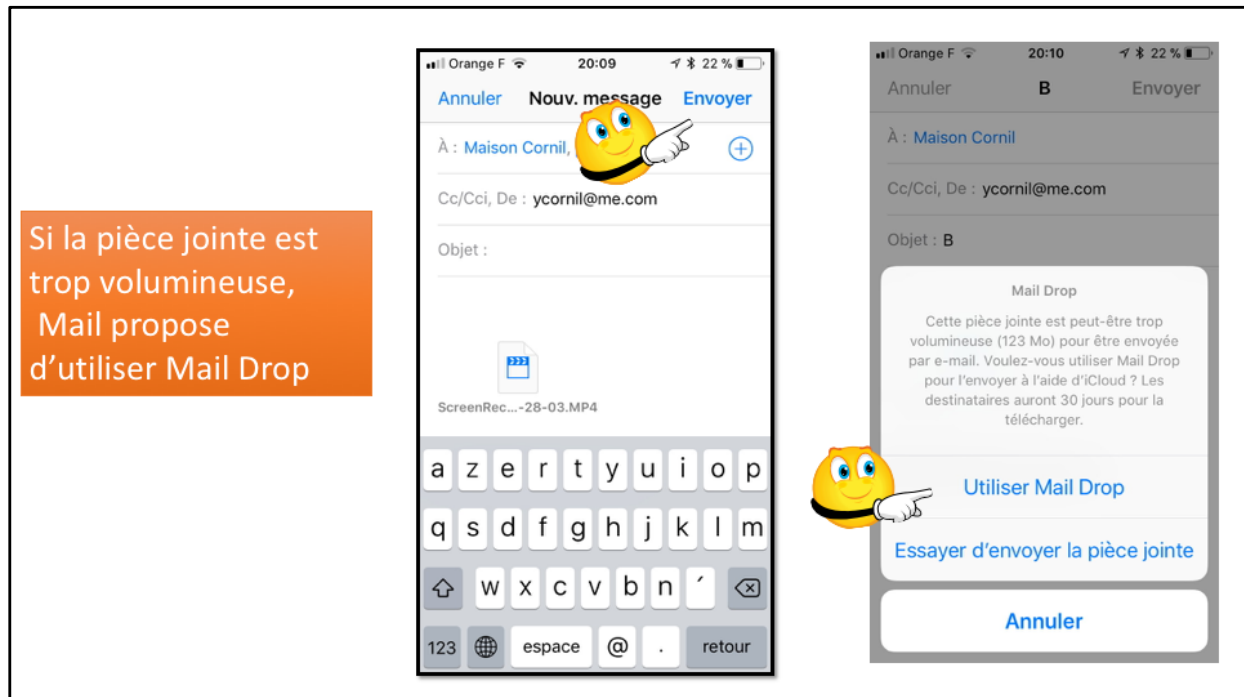 Si la pièce jointe est
trop volumineuse,
Mail propose
d'utiliser Mail Drop
Orange F 20:09 22 %
Annuler Nouv. message Envoyer
À : Maison Cornil,
Cc/Cci, De : ycornil@me.com
Objet :
ScreenRec...-28-03.MP4
a z e r t y u i o p
q s d f g h j k l m
w x c v b n ´
123 espace @ . retour
Orange F 20:10 22 %
Annuler B Envoyer
À : Maison Cornil
Cc/Cci, De : ycornil@me.com
Objet : B
Mail Drop
Cette pièce jointe est peut-être trop
volumineuse (123 Mo) pour être envoyée
par e-mail. Voulez-vous utiliser Mail Drop
pour l'envoyer à l'aide d'iCloud ? Les
destinataires auront 30 jours pour la
télécharger.
Utiliser Mail Drop
Essayer d'envoyer la pièce jointe
Annuler